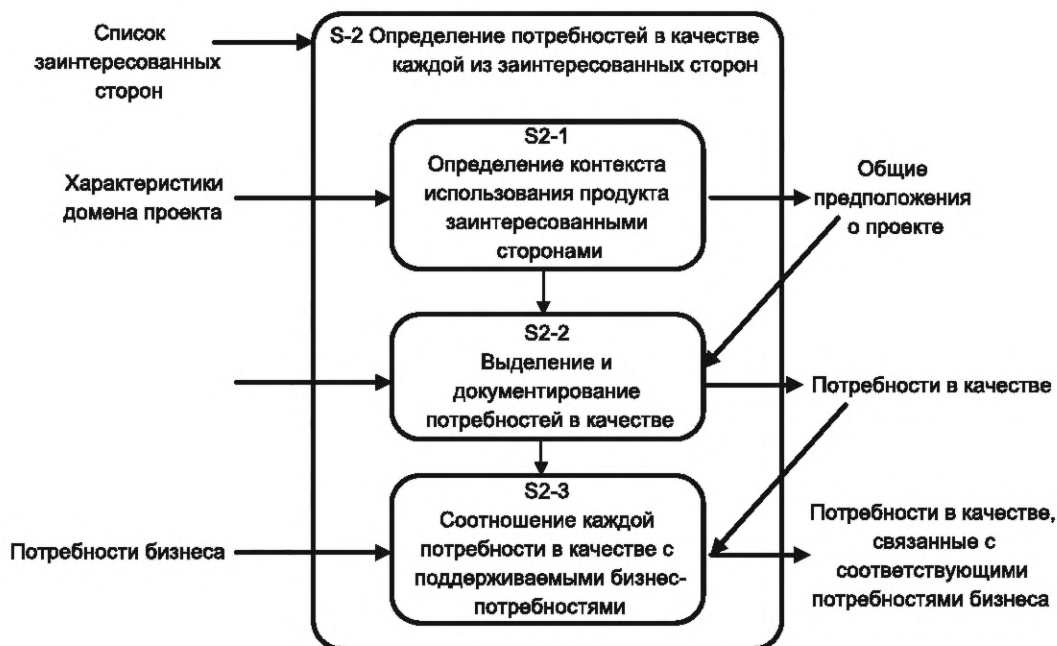 Список
заинтересованных
сторон
S-2 Определение потребностей в качестве
каждой из заинтересованных сторон
S2-1
Определение контекста
использования продукта
заинтересованными
сторонами
Характеристики
домена проекта
Общие
предположения
о проекте
S2-2
Выделение и
документирование
потребностей в качестве
Потребности в качестве
S2-3
Соотношение каждой
потребности в качестве с
поддерживаемыми бизнес-
потребностями
Потребности бизнеса
Потребности в качестве,
связанные с
соответствующими
потребностями бизнеса